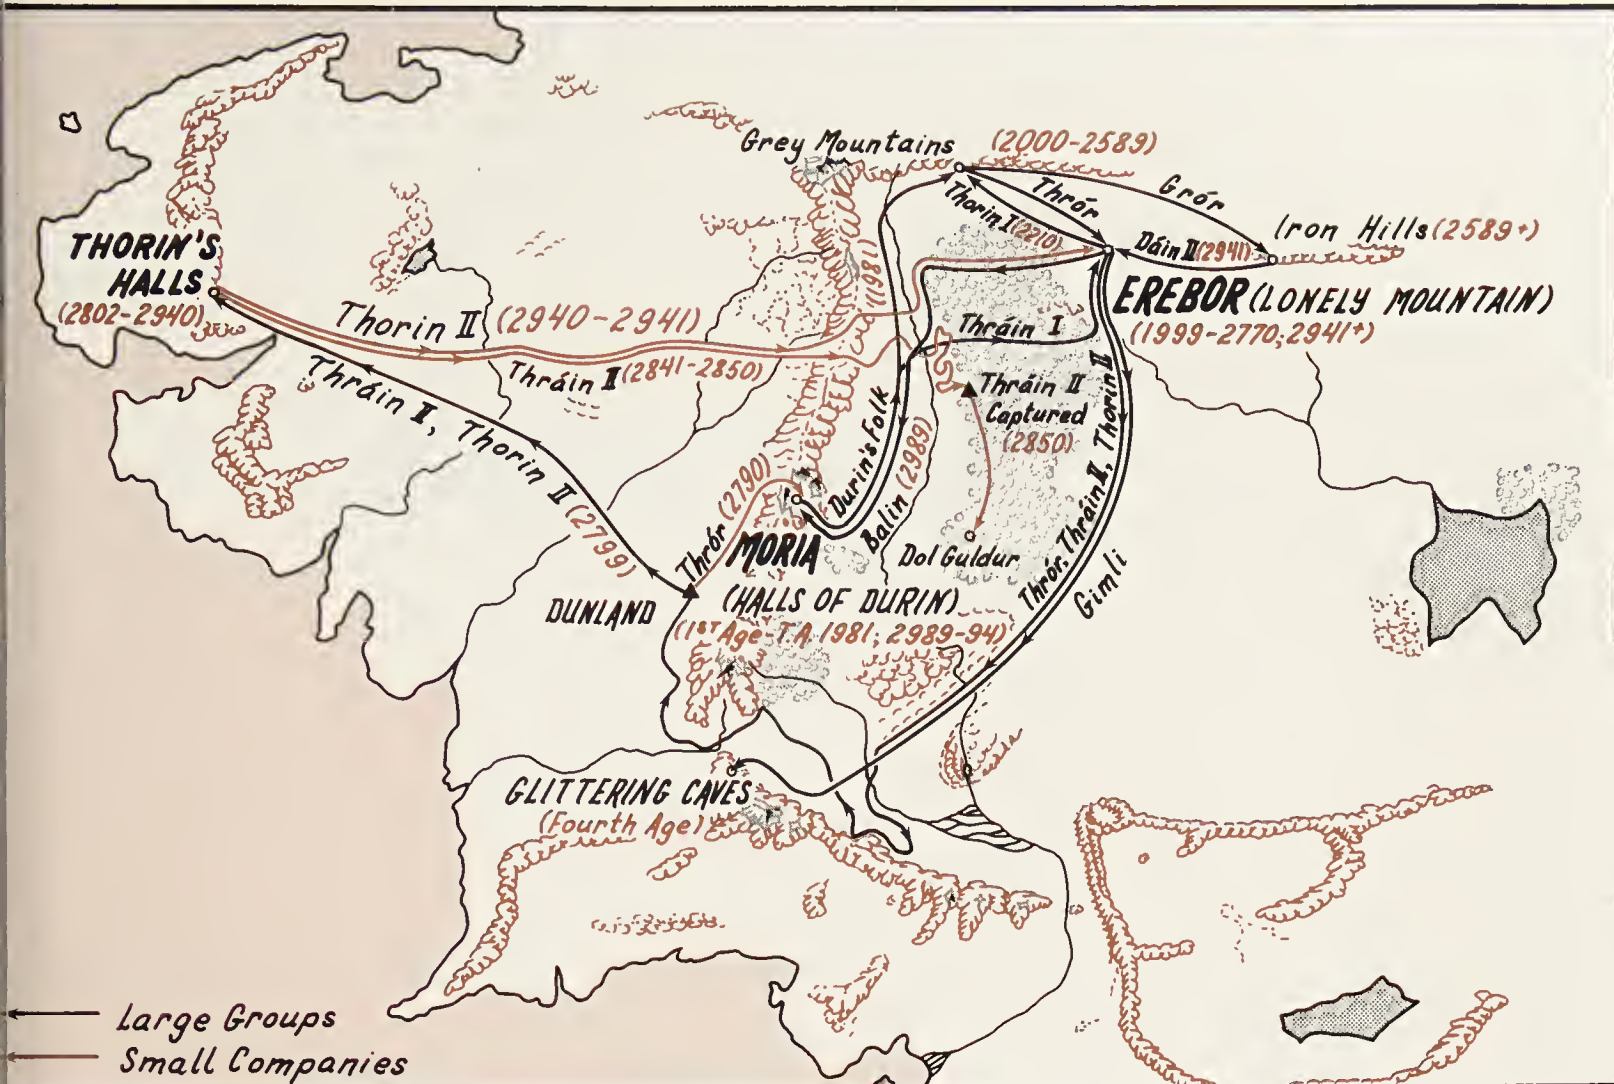 Grey Mountains (2000-2589)
Thrór
Grór
Thorin I (2210)
Iron Hills (2589+)
Dáin II (2941)
THORIN'S
HALLS
(2802-2940)
EREBOR (LONELY MOUNTAIN)
(1999-2770; 2941+)
Thorin II (2940-2941)
(1981)
Thráin I
Thráin II (2841-2850)
Thráin II, Thorin II (2799)
Thráin II
Captured
(2850)
Durin's Folk
Balin (2989)
Thrór, Thráin II, Thorin II
Gimli
Thrór (2790)
MORIA
(HALLS OF DURIN)
(1ST Age-T.A. 1981; 2989-94)
Dol Guldur
DUNLAND
GLITTERING CAVES
(Fourth Age)
Large Groups
Small Companies